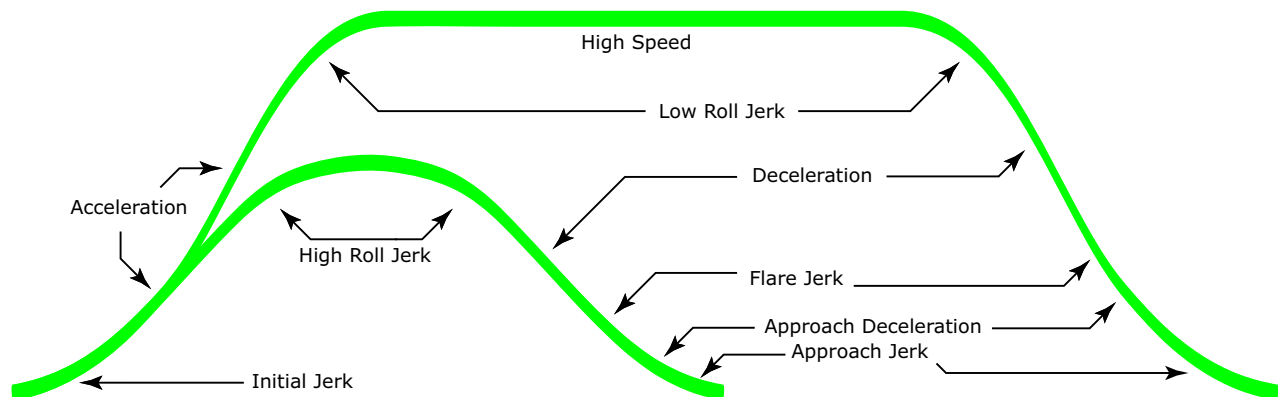 High Speed
Low Roll Jerk
Deceleration
Acceleration
High Roll Jerk
Flare Jerk
Approach Deceleration
Approach Jerk
Initial Jerk